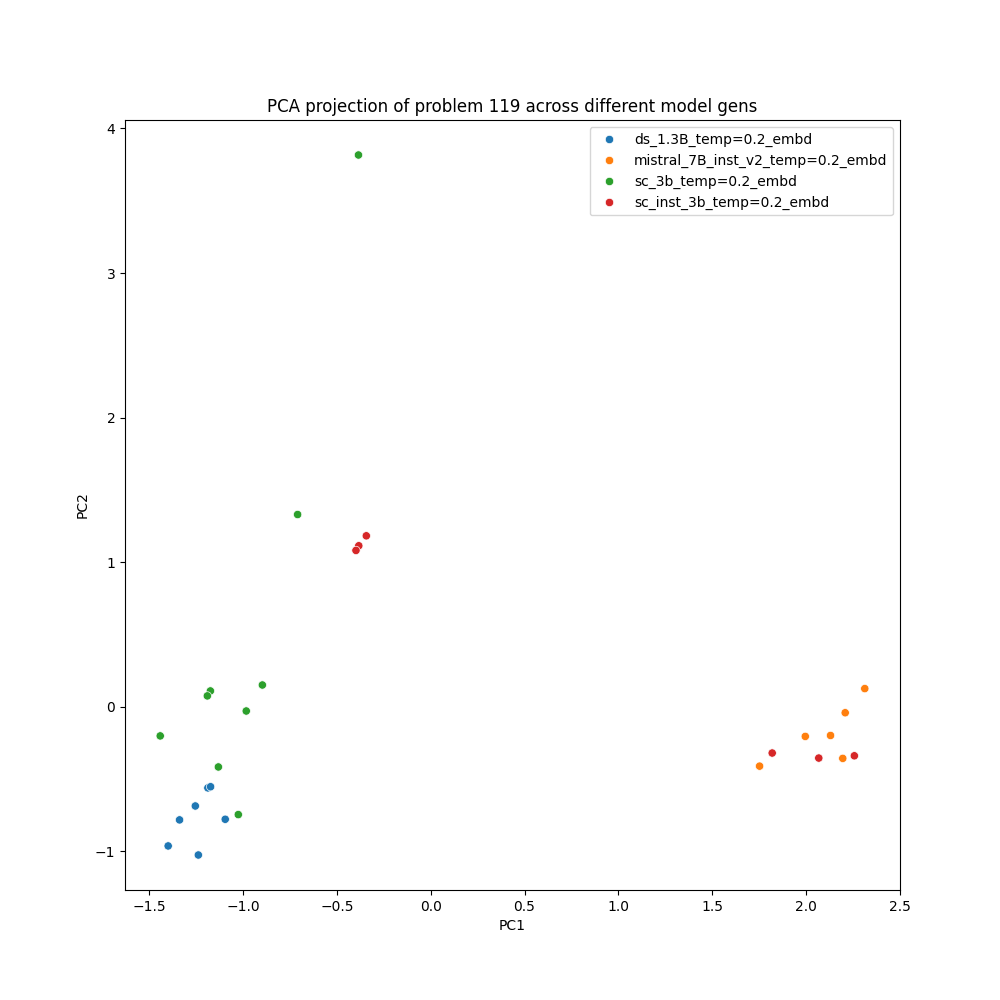 PCA projection of problem 119 across different model gens
ds_1.3B_temp=0.2_embd
mistral_7B_inst_v2_temp=0.2_embd
sc_3b_temp=0.2_embd
sc_inst_3b_temp=0.2_embd
4
3
2
1
0
−1
PC2
−1.5 −1.0 −0.5 0.0 0.5 1.0 1.5 2.0 2.5
PC1